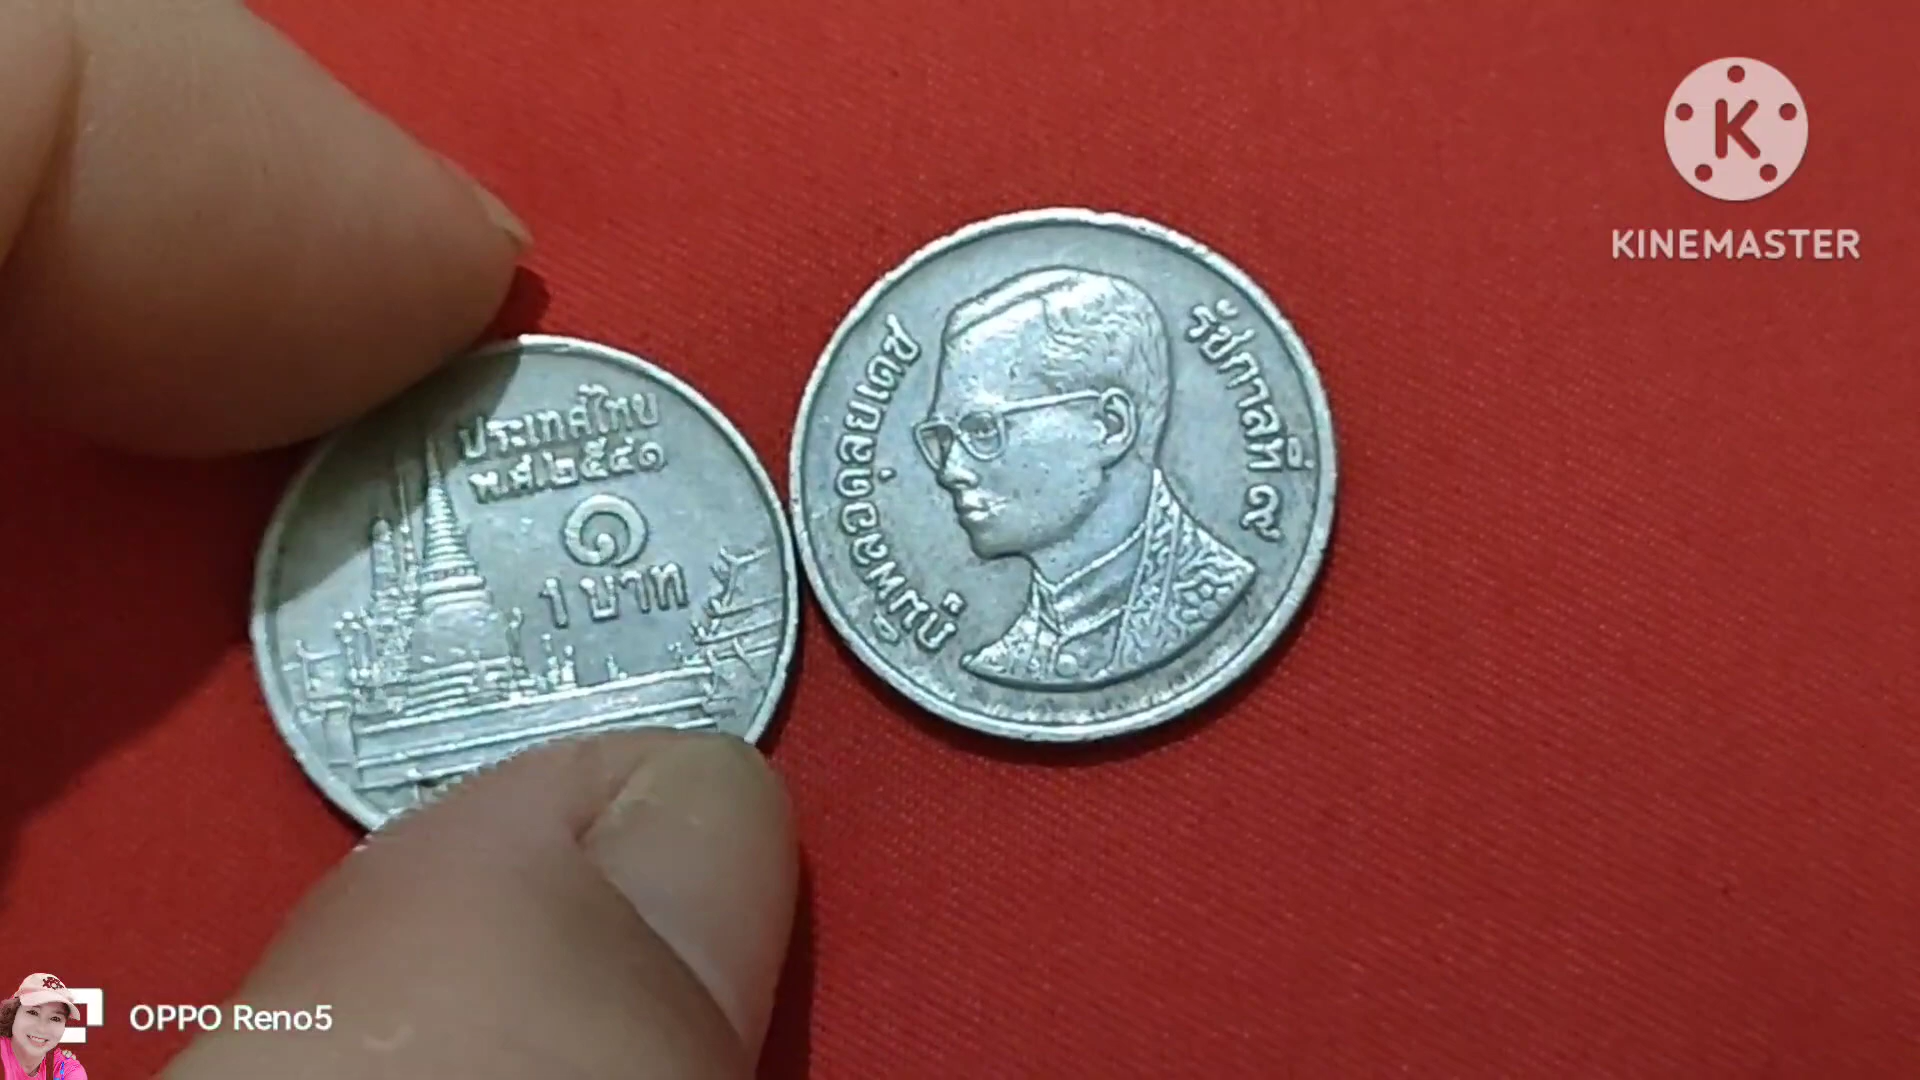 ประเทศไทย
พ.ศ.๒๕๔๑
๑
1 บาท
ภูมิพลอดุลยเดช
รัชกาลที่ ๙
K
KINEMASTER
OPPO Reno5